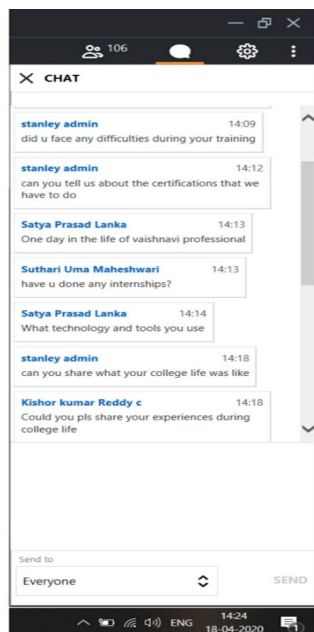 106
CHAT
stanley admin 14:09
did u face any difficulties during your training
stanley admin 14:12
can you tell us about the certifications that we
have to do
Satya Prasad Lanka 14:13
One day in the life of vaishnavi professional
Suthari Uma Maheshwari 14:13
have u done any internships?
Satya Prasad Lanka 14:14
What technology and tools you use
stanley admin 14:18
can you share what your college life was like
Kishor kumar Reddy c 14:18
Could you pls share your experiences during
college life
Send to
Everyone
SEND
ENG
14:24
18-04-2020
1